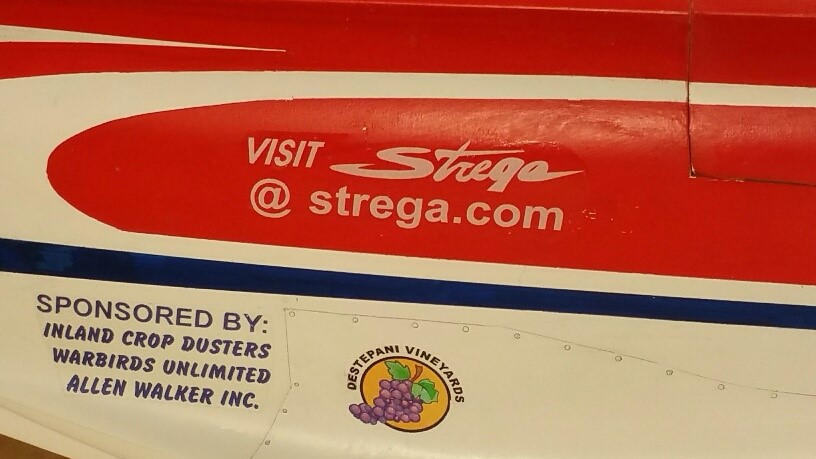 VISIT Strega
@ strega.com
SPONSORED BY:
INLAND CROP DUSTERS
WARBIRDS UNLIMITED
ALLEN WALKER INC.
DESTEPANI VINEYARDS